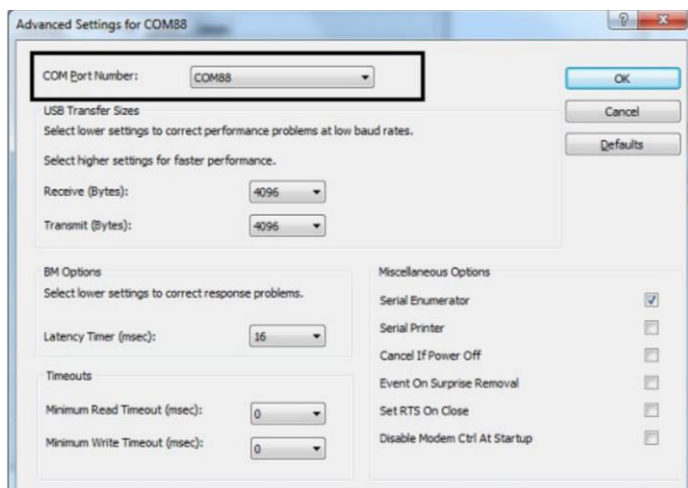 Advanced Settings for COM88
COM Port Number: COM88
OK
USB Transfer Sizes
Cancel
Select lower settings to correct performance problems at low baud rates.
Defaults
Select higher settings for faster performance.
Receive (Bytes): 4096
Transmit (Bytes): 4096
BM Options
Select lower settings to correct response problems.
Latency Timer (msec): 16
Timeouts
Minimum Read Timeout (msec): 0
Minimum Write Timeout (msec): 0
Miscellaneous Options
Serial Enumerator
Serial Printer
Cancel If Power Off
Event On Surprise Removal
Set RTS On Close
Disable Modem Ctrl At Startup